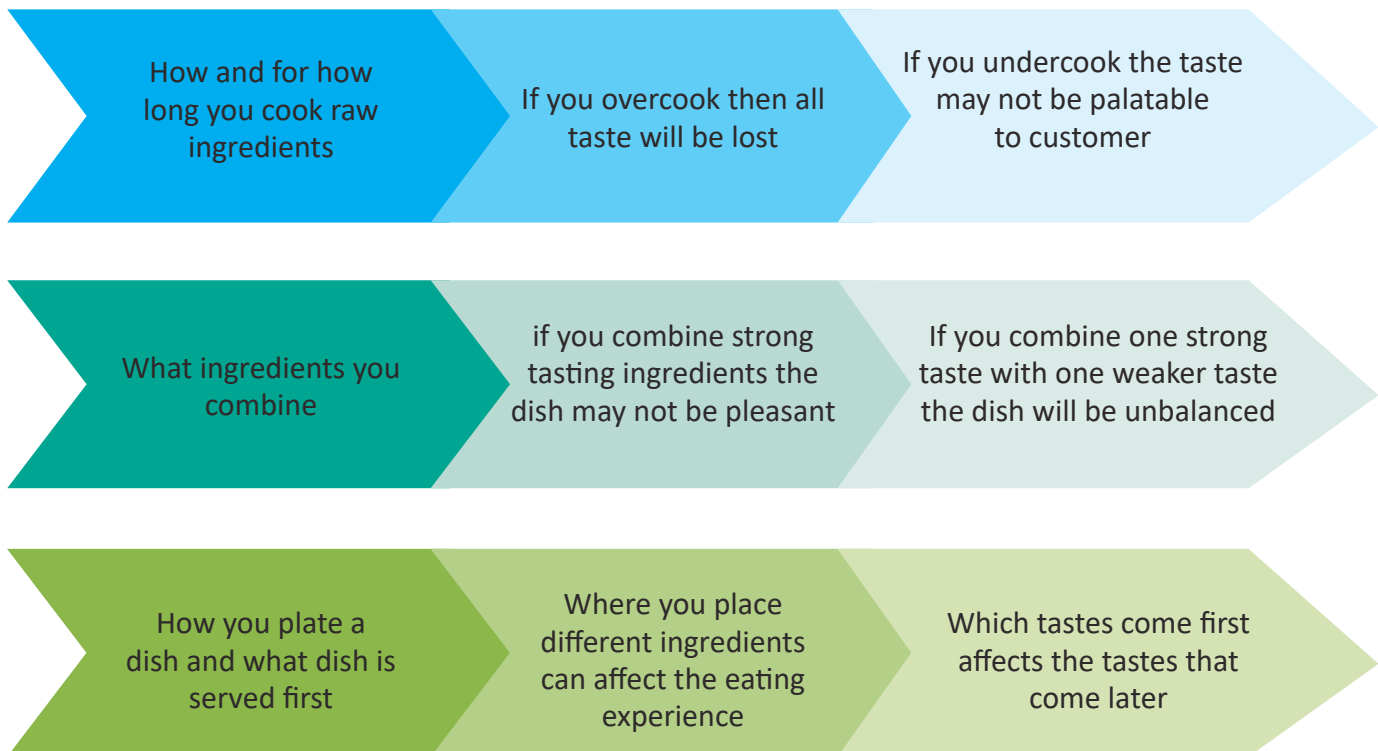 How and for how
long you cook raw
ingredients
If you overcook then all
taste will be lost
If you undercook the taste
may not be palatable
to customer
What ingredients you
combine
if you combine strong
tasting ingredients the
dish may not be pleasant
If you combine one strong
taste with one weaker taste
the dish will be unbalanced
How you plate a
dish and what dish is
served first
Where you place
different ingredients
can affect the eating
experience
Which tastes come first
affects the tastes that
come later